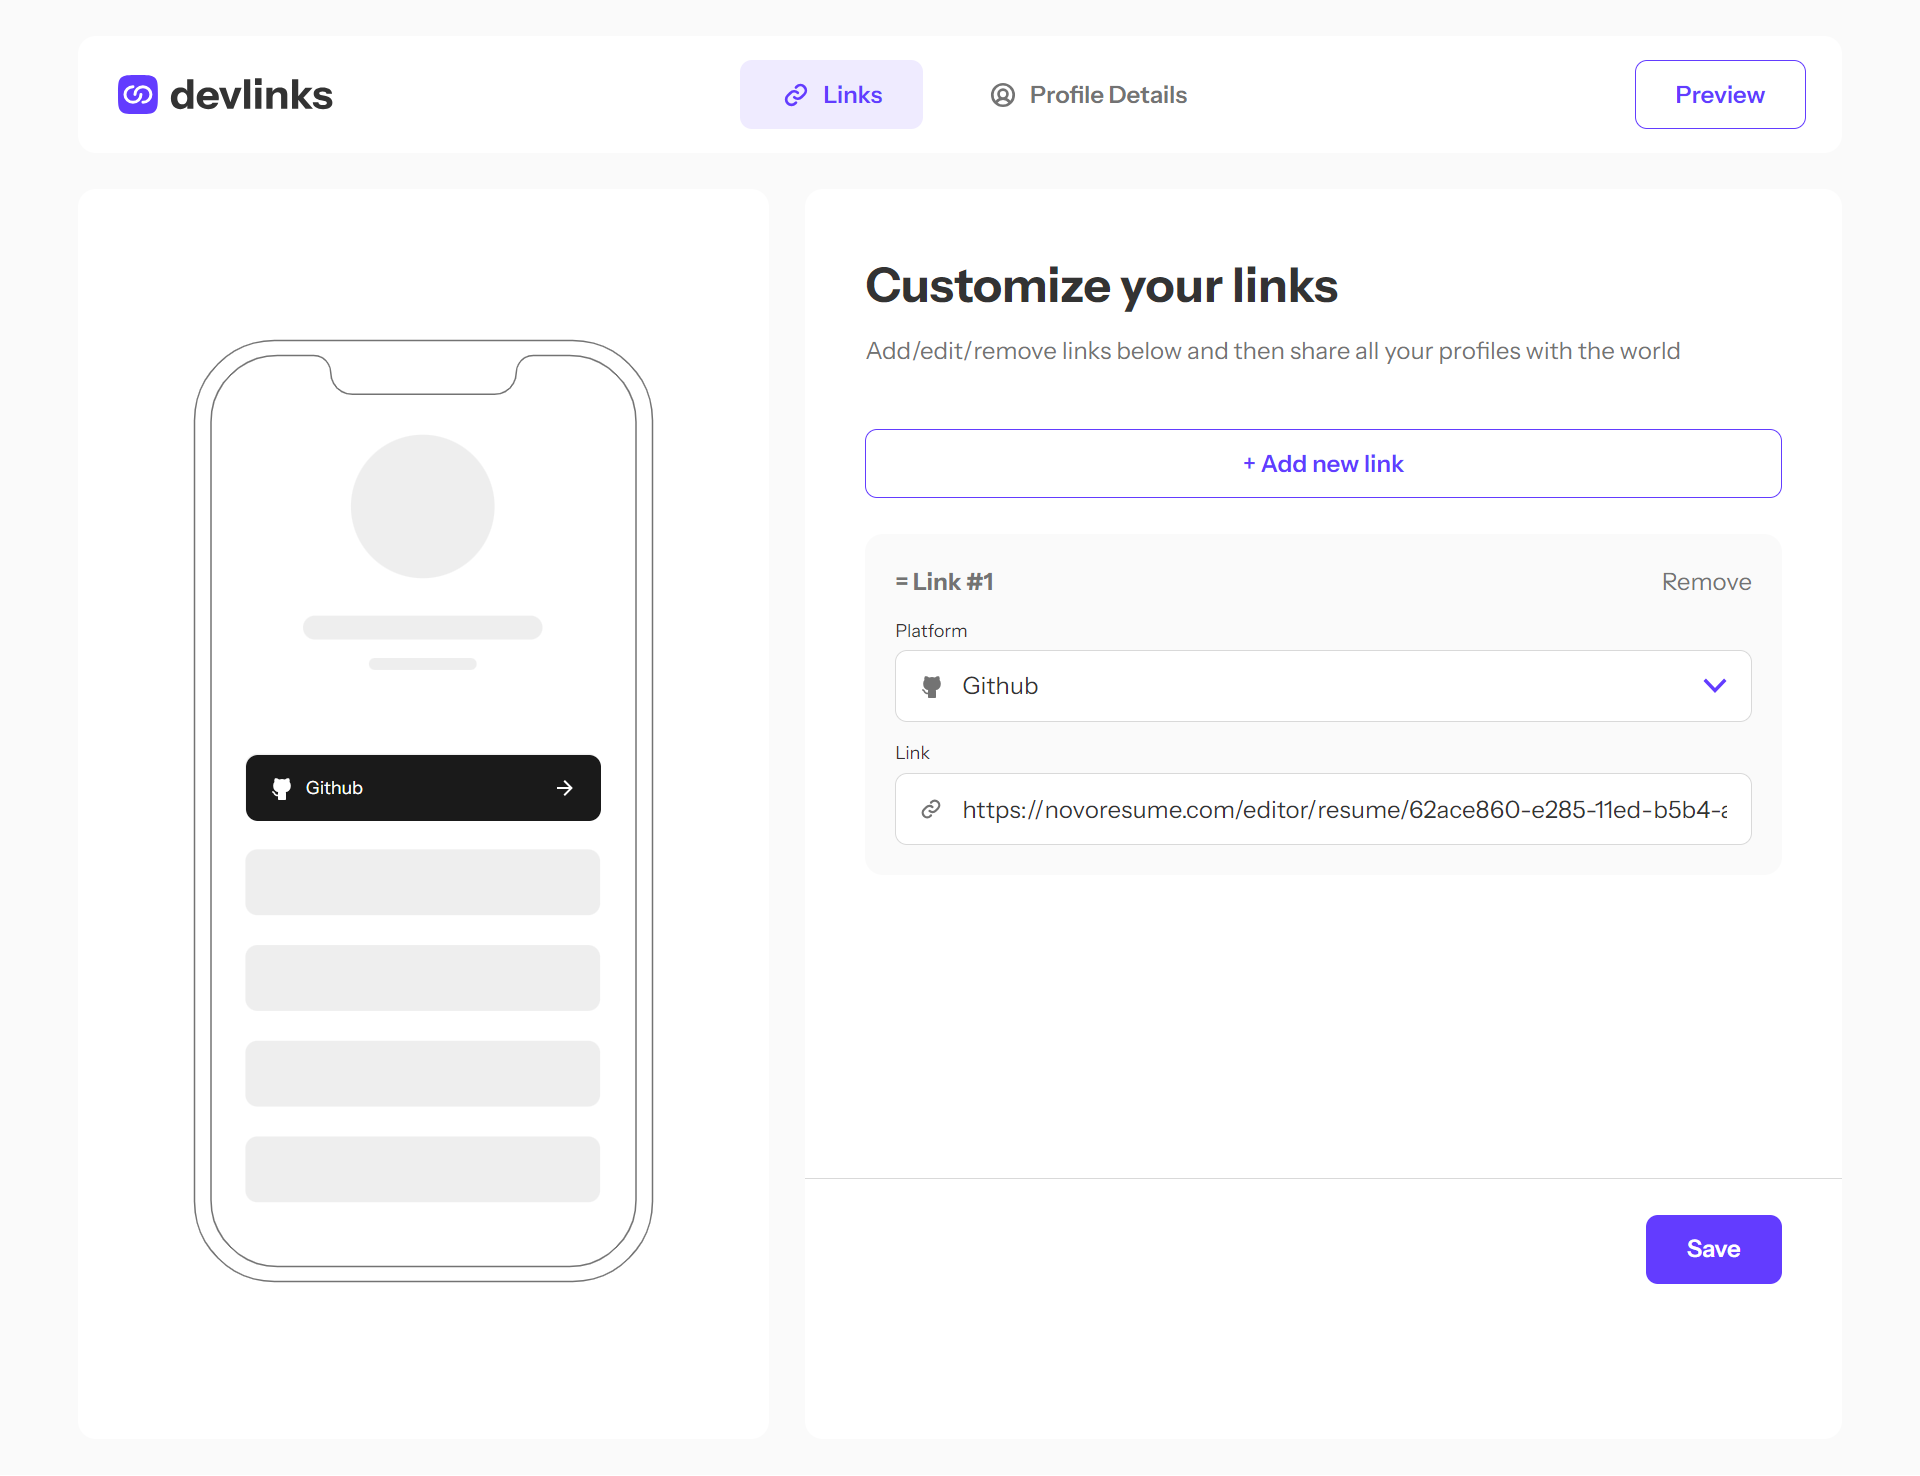 devlinks
Links
Profile Details
Preview
Customize your links
Add/edit/remove links below and then share all your profiles with the world
+ Add new link
= Link #1
Remove
Platform
Github
Link
https://novoresume.com/editor/resume/62ace860-e285-11ed-b5b4-a
Github
Save